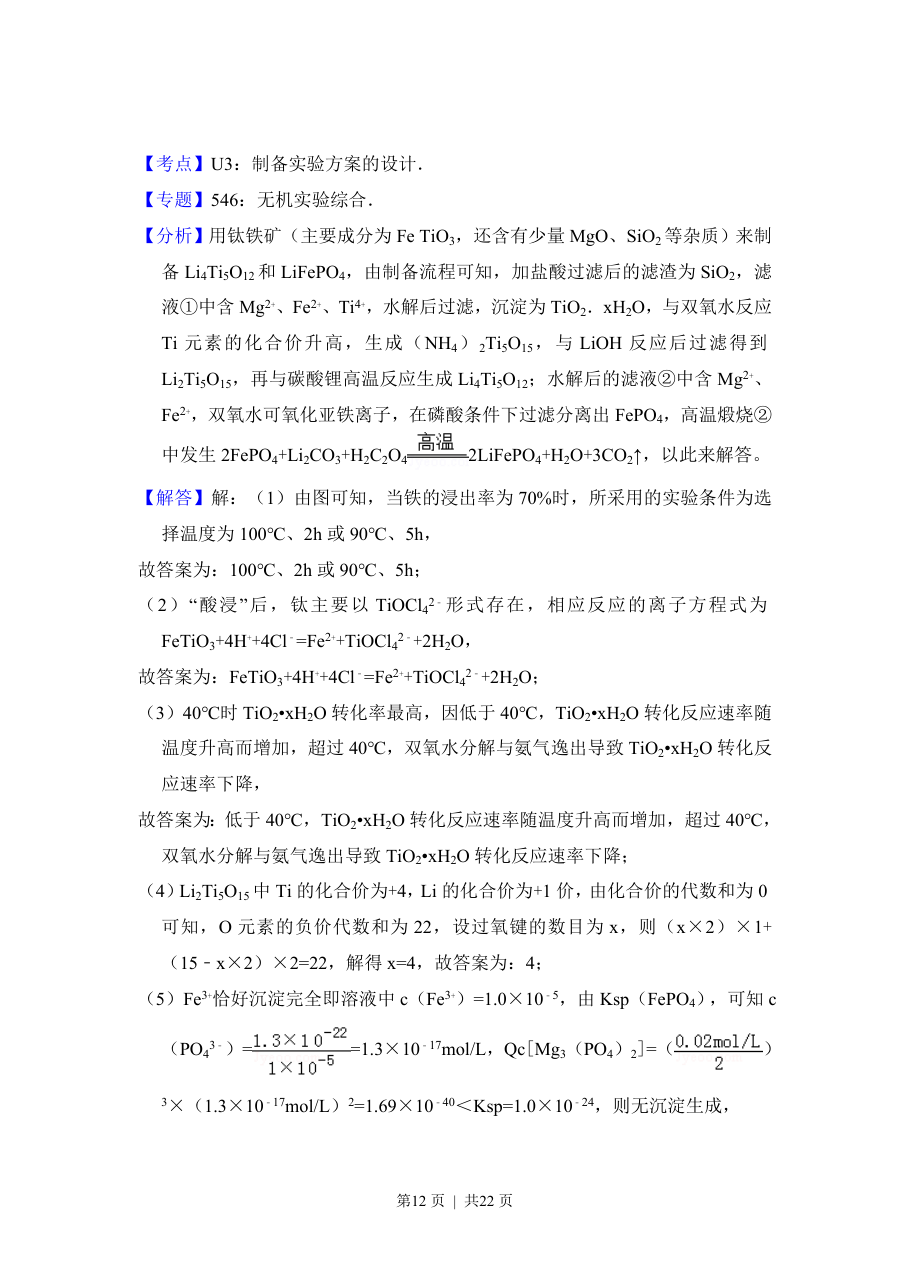 【考点】U3：制备实验方案的设计．
【专题】546：无机实验综合．
【分析】用钛铁矿（主要成分为 Fe TiO₃，还含有少量 MgO、SiO₂ 等杂质）来制
备 Li₄Ti₅O₁₂ 和 LiFePO₄，由制备流程可知，加盐酸过滤后的滤渣为 SiO₂，滤
液①中含 Mg²⁺、Fe²⁺、Ti⁴⁺，水解后过滤，沉淀为 TiO₂．xH₂O，与双氧水反应
Ti 元素的化合价升高，生成（NH₄）₂Ti₅O₁₅，与 LiOH 反应后过滤得到
Li₂Ti₅O₁₅，再与碳酸锂高温反应生成 Li₄Ti₅O₁₂；水解后的滤液②中含 Mg²⁺、
Fe²⁺，双氧水可氧化亚铁离子，在磷酸条件下过滤分离出 FePO₄，高温煅烧②
中发生 2FePO₄+Li₂CO₃+H₂C₂O₄ 高温 2LiFePO₄+H₂O+3CO₂↑，以此来解答。
【解答】解：（1）由图可知，当铁的浸出率为 70%时，所采用的实验条件为选
择温度为 100℃、2h 或 90℃、5h，
故答案为：100℃、2h 或 90℃、5h；
（2）“酸浸”后，钛主要以 TiOCl₄²﹣形式存在，相应反应的离子方程式为
FeTiO₃+4H⁺+4Cl﹣=Fe²⁺+TiOCl₄²﹣+2H₂O，
故答案为：FeTiO₃+4H⁺+4Cl﹣=Fe²⁺+TiOCl₄²﹣+2H₂O；
（3）40℃时 TiO₂•xH₂O 转化率最高，因低于 40℃，TiO₂•xH₂O 转化反应速率随
温度升高而增加，超过 40℃，双氧水分解与氨气逸出导致 TiO₂•xH₂O 转化反
应速率下降，
故答案为：低于 40℃，TiO₂•xH₂O 转化反应速率随温度升高而增加，超过 40℃，
双氧水分解与氨气逸出导致 TiO₂•xH₂O 转化反应速率下降；
（4）Li₂Ti₅O₁₅ 中 Ti 的化合价为+4，Li 的化合价为+1 价，由化合价的代数和为 0
可知，O 元素的负价代数和为 22，设过氧键的数目为 x，则（x×2）×1+
（15﹣x×2）×2=22，解得 x=4，故答案为：4；
（5）Fe³⁺恰好沉淀完全即溶液中 c（Fe³⁺）=1.0×10﹣⁵，由 Ksp（FePO₄），可知 c
（PO₄³﹣）=1.3×10⁻²²/1×10⁻⁵=1.3×10﹣¹⁷mol/L，Qc[Mg₃（PO₄）₂]=（0.02mol/L/2）
³×（1.3×10﹣¹⁷mol/L）²=1.69×10﹣⁴⁰＜Ksp=1.0×10﹣²⁴，则无沉淀生成，
第12 页 | 共22 页